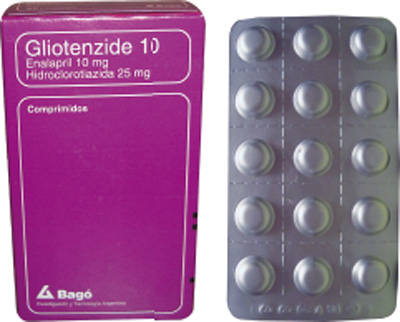 Gliotenzide 10
Enalapril 10 mg
Hidroclorotiazida 25 mg
Comprimidos
Bagó
Investigación y Tecnología Argentina